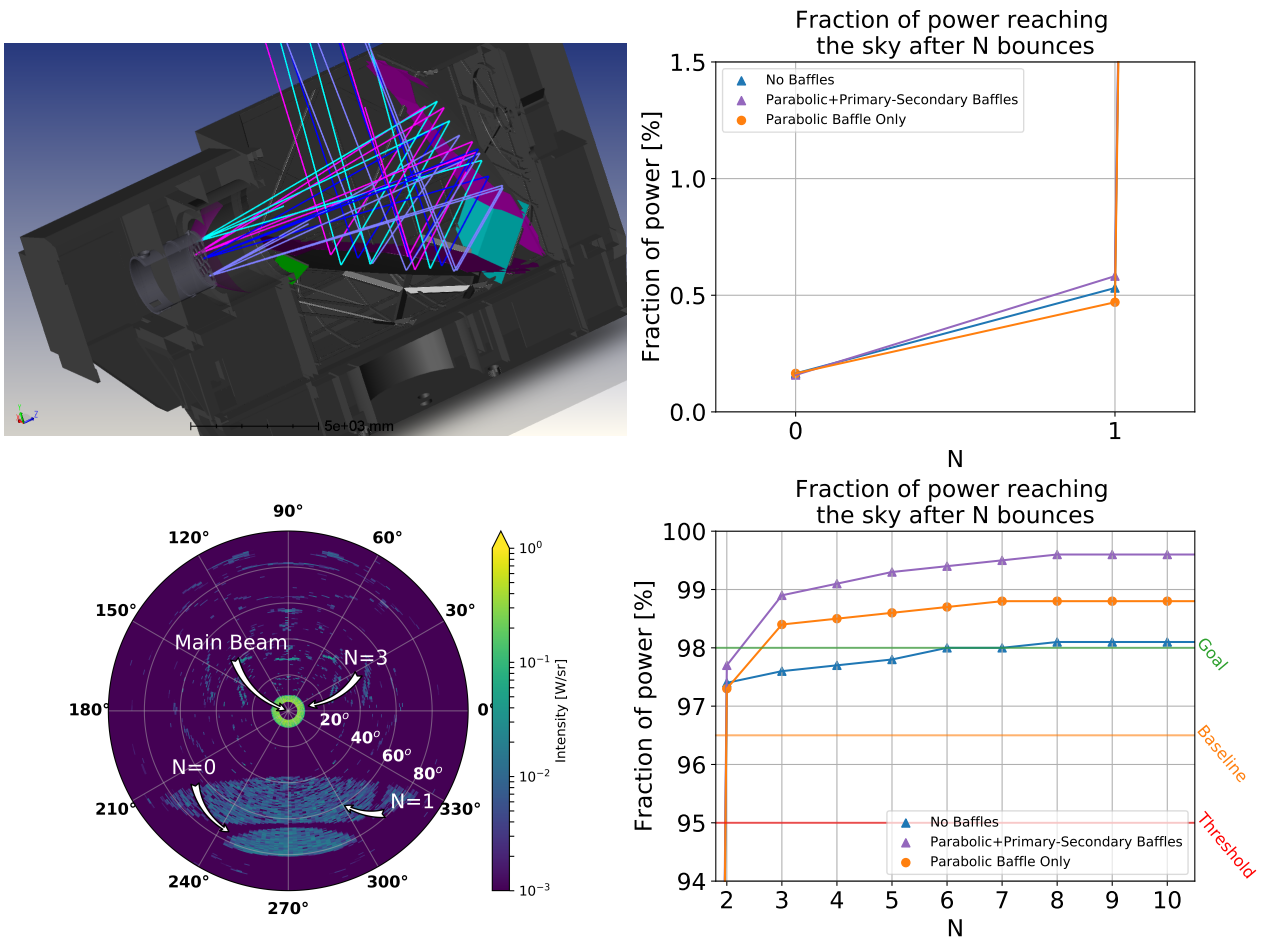 5e+03 mm
Fraction of power reaching
the sky after N bounces
Fraction of power [%]
1.5
1.0
0.5
0.0
No Baffles
Parabolic+Primary-Secondary Baffles
Parabolic Baffle Only
0
1
N
90°
120°
60°
150°
30°
180°
0°
210°
330°
240°
300°
270°
Main Beam
N=3
N=0
N=1
20°
40°
60°
80°
10⁰
10⁻¹
10⁻²
10⁻³
Intensity [W/sr]
Fraction of power reaching
the sky after N bounces
Fraction of power [%]
100
99
98
97
96
95
94
Goal
Baseline
Threshold
No Baffles
Parabolic+Primary-Secondary Baffles
Parabolic Baffle Only
2 3 4 5 6 7 8 9 10
N